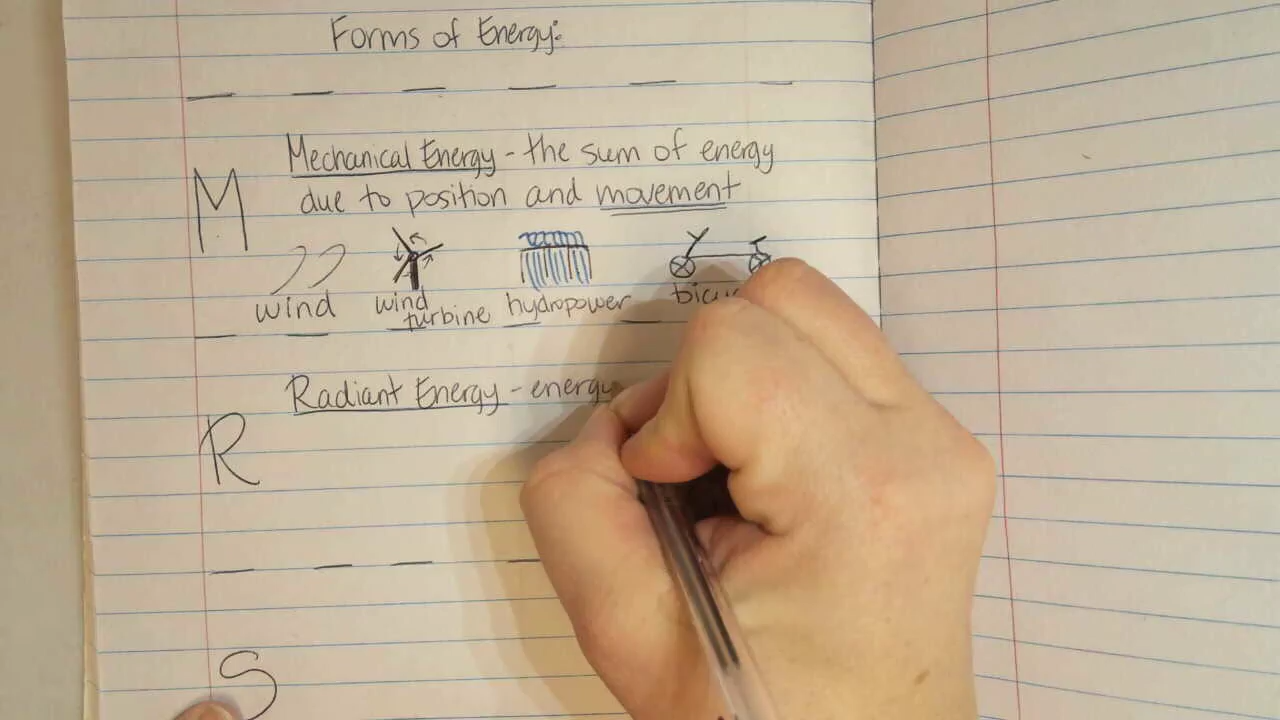 Forms of Energy:
Mechanical Energy - the sum of energy
M
due to position and movement
wind
wind turbine
hydropower
Radiant Energy - energy
R
S